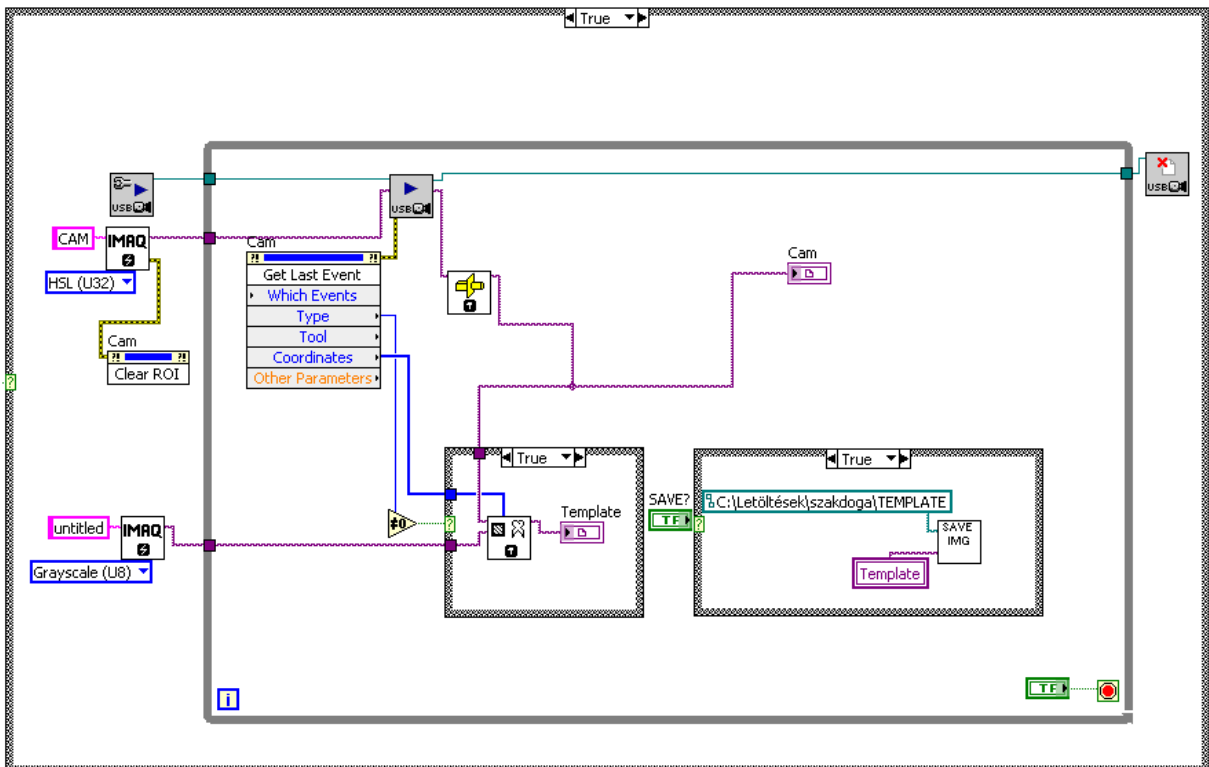 True
USB
USB
USB
CAM
IMAQ
HSL (U32)
Cam
Get Last Event
Which Events
Type
Tool
Coordinates
Other Parameters
Cam
Cam
Clear ROI
?
True
True
C:\Letöltések\szakdoga\TEMPLATE
SAVE?
TF
?
Template
≠0
?
SAVE
IMG
untitled
IMAQ
Template
Grayscale (U8)
i
TF